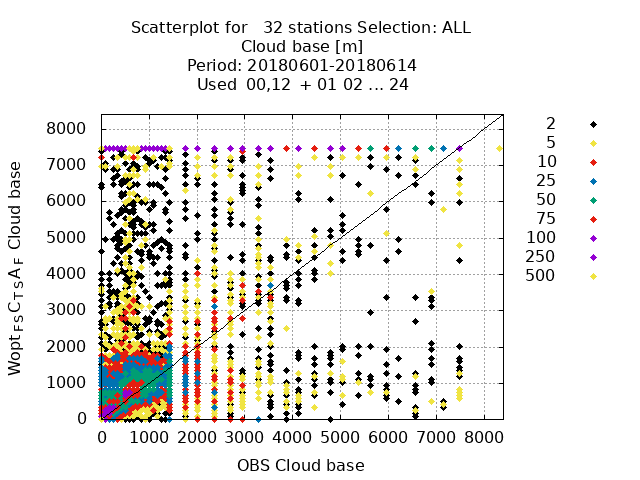 Scatterplot for 32 stations Selection: ALL
Cloud base [m]
Period: 20180601-20180614
Used 00,12 + 01 02 ... 24
Wopt FS C T S A F Cloud base
8000
7000
6000
5000
4000
3000
2000
1000
0
0 1000 2000 3000 4000 5000 6000 7000 8000
OBS Cloud base
2
5
10
25
50
75
100
250
500